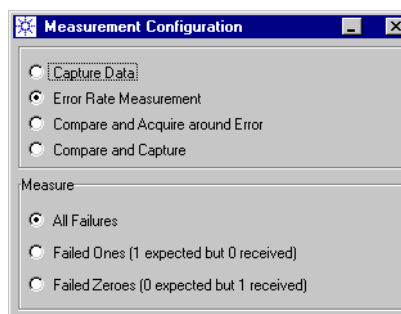 Measurement Configuration
Capture Data
Error Rate Measurement
Compare and Acquire around Error
Compare and Capture
Measure
All Failures
Failed Ones (1 expected but 0 received)
Failed Zeroes (0 expected but 1 received)